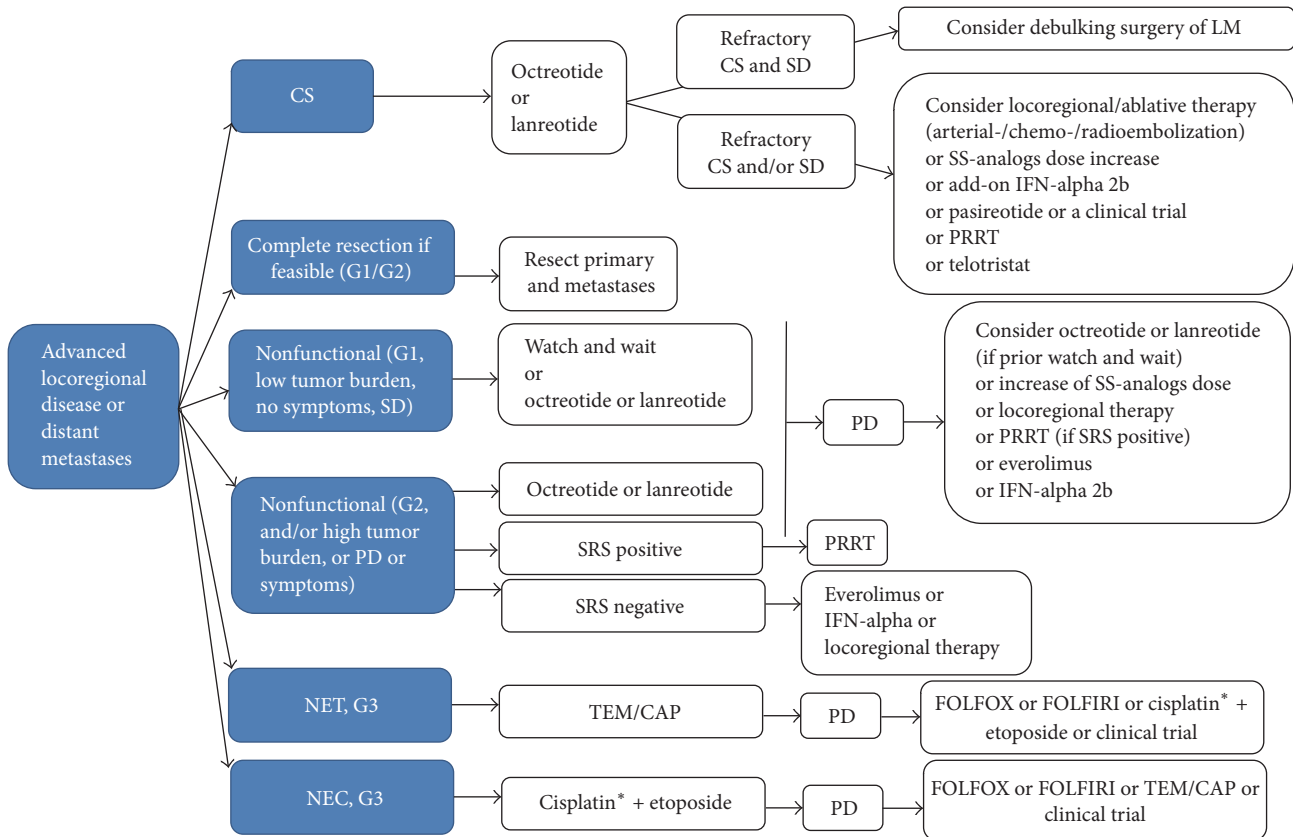 Advanced
locoregional
disease or
distant
metastases
CS
Octreotide
or
lanreotide
Refractory
CS and SD
Consider debulking surgery of LM
Refractory
CS and/or SD
Consider locoregional/ablative therapy
(arterial-/chemo-/radioembolization)
or SS-analogs dose increase
or add-on IFN-alpha 2b
or pasireotide or a clinical trial
or PRRT
or telotristat
Complete resection if
feasible (G1/G2)
Resect primary
and metastases
Nonfunctional (G1,
low tumor burden,
no symptoms, SD)
Watch and wait
or
octreotide or lanreotide
Nonfunctional (G2,
and/or high tumor
burden, or PD or
symptoms)
Octreotide or lanreotide
PD
Consider octreotide or lanreotide
(if prior watch and wait)
or increase of SS-analogs dose
or locoregional therapy
or PRRT (if SRS positive)
or everolimus
or IFN-alpha 2b
SRS positive
PRRT
SRS negative
Everolimus or
IFN-alpha or
locoregional therapy
NET, G3
TEM/CAP
PD
FOLFOX or FOLFIRI or cisplatin* +
etoposide or clinical trial
NEC, G3
Cisplatin* + etoposide
PD
FOLFOX or FOLFIRI or TEM/CAP or
clinical trial